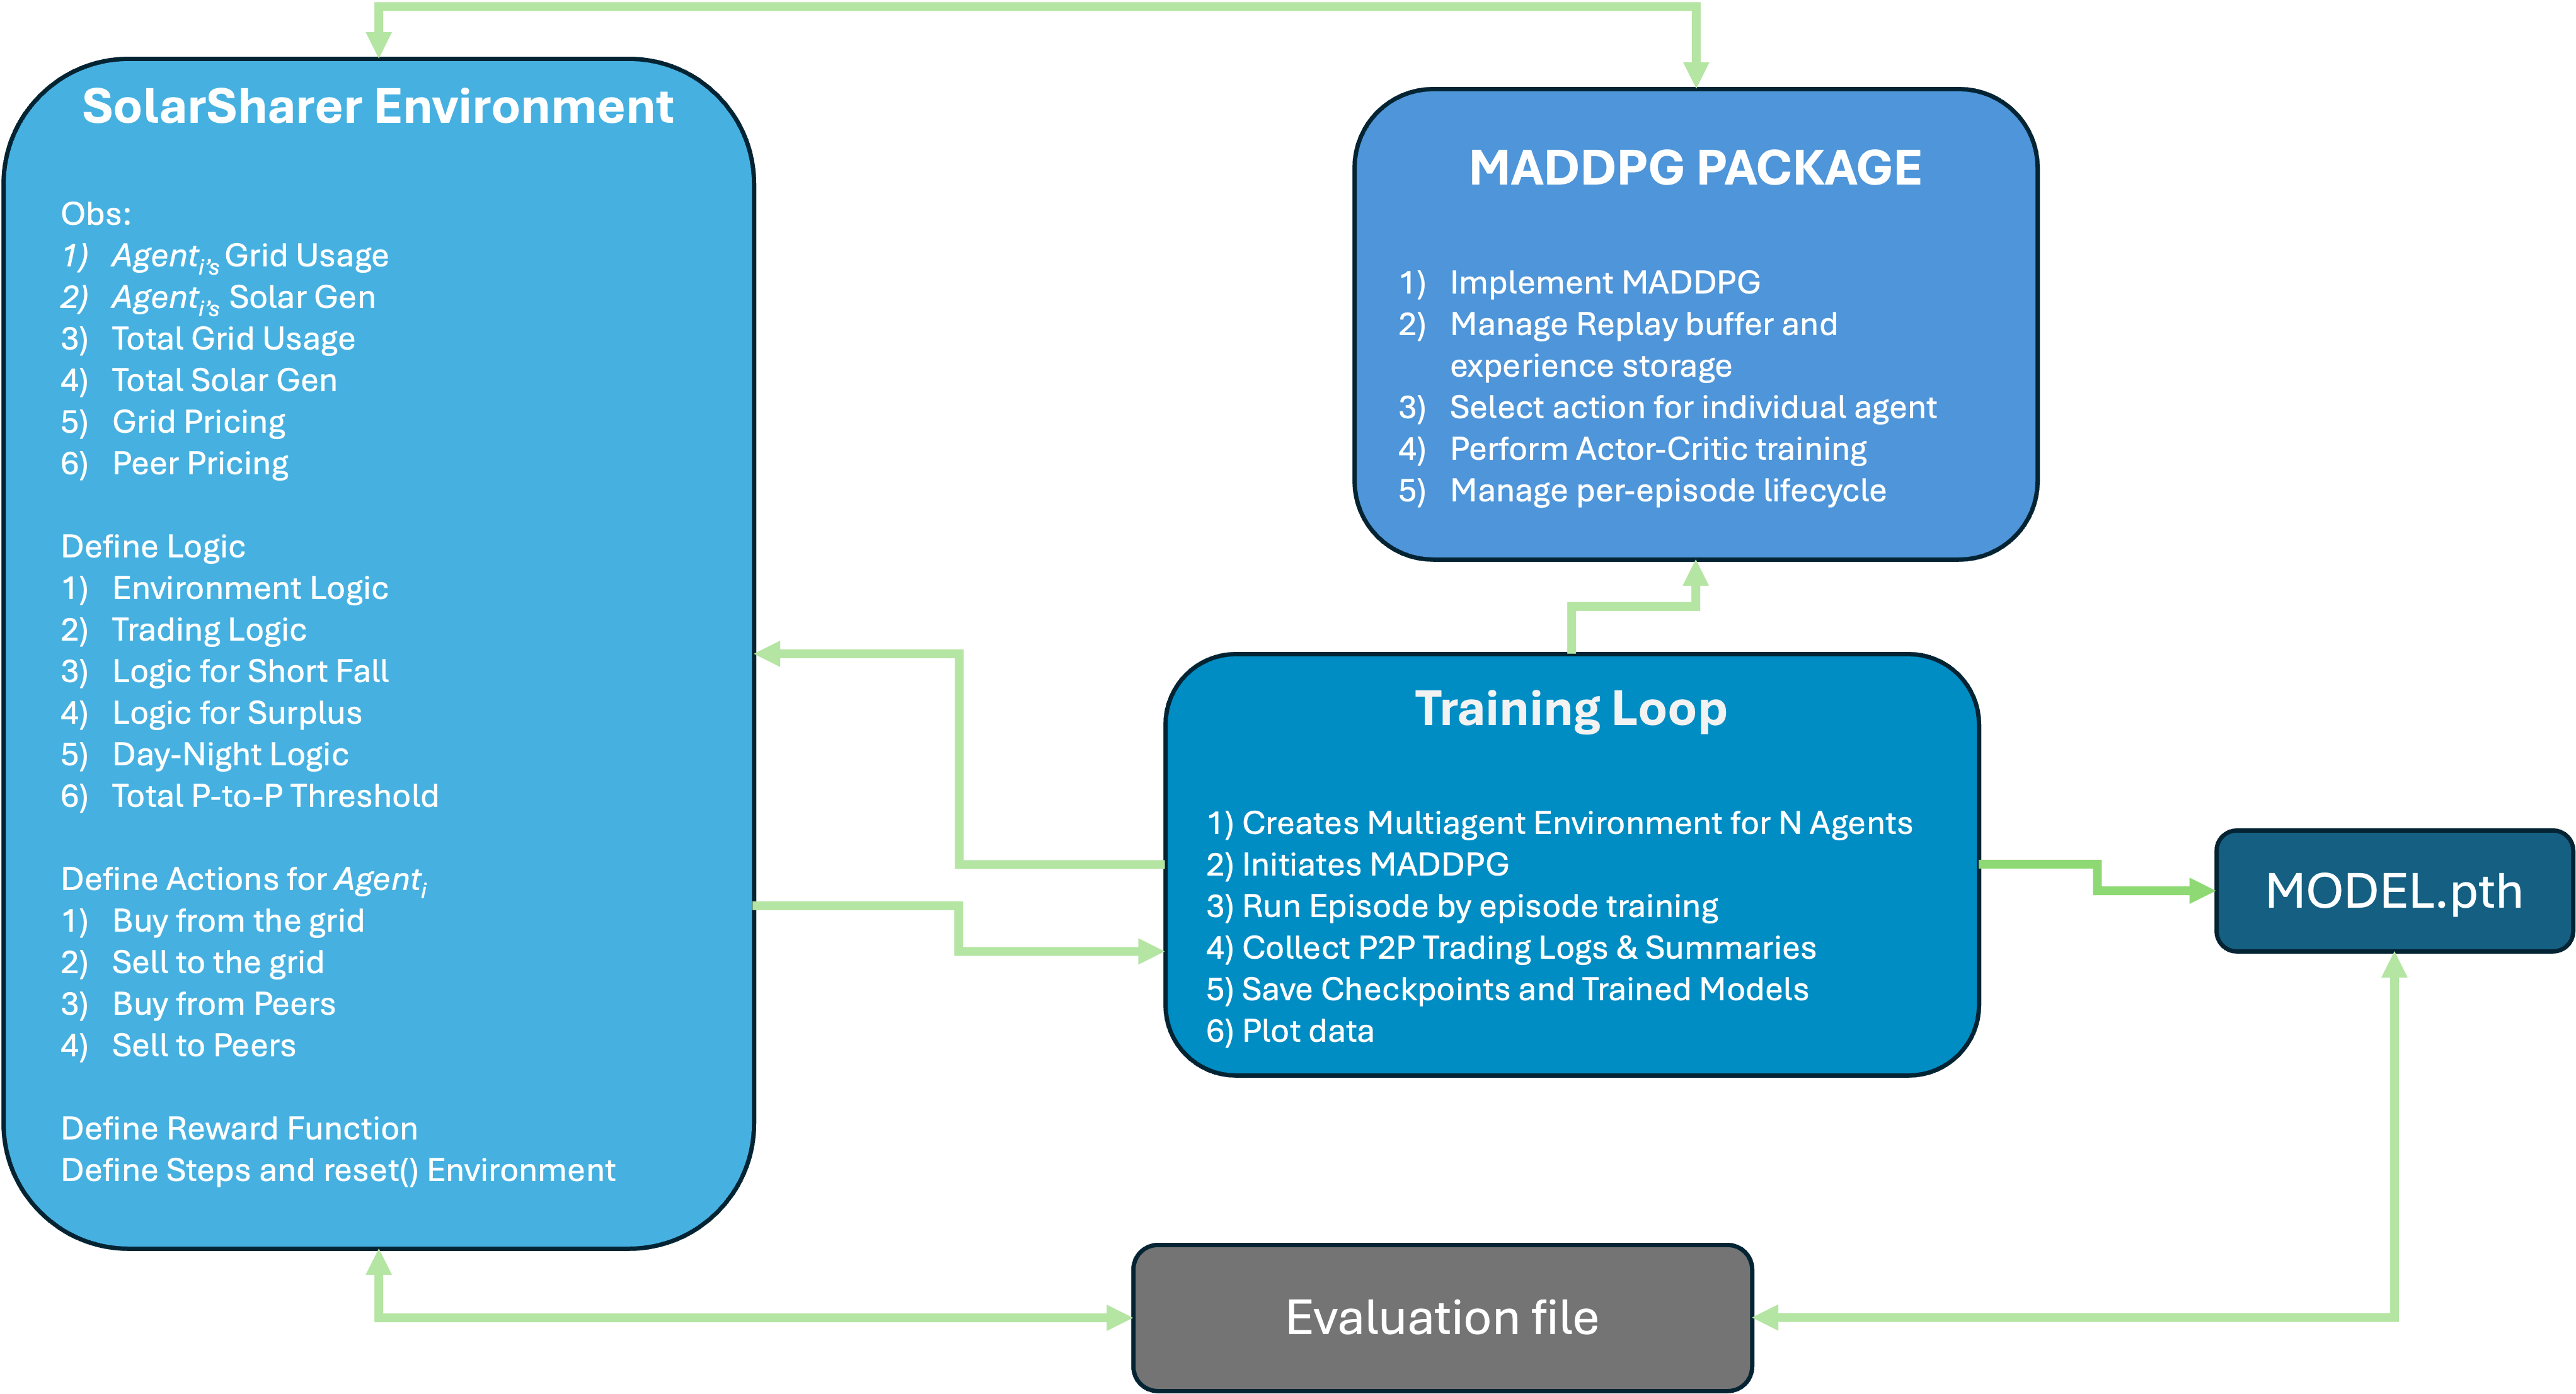 SolarSharer Environment
Obs:
1) Agent i's Grid Usage
2) Agent i's Solar Gen
3) Total Grid Usage
4) Total Solar Gen
5) Grid Pricing
6) Peer Pricing
Define Logic
1) Environment Logic
2) Trading Logic
3) Logic for Short Fall
4) Logic for Surplus
5) Day-Night Logic
6) Total P-to-P Threshold
Define Actions for Agent i
1) Buy from the grid
2) Sell to the grid
3) Buy from Peers
4) Sell to Peers
Define Reward Function
Define Steps and reset() Environment
MADDPG PACKAGE
1) Implement MADDPG
2) Manage Replay buffer and
experience storage
3) Select action for individual agent
4) Perform Actor-Critic training
5) Manage per-episode lifecycle
Training Loop
1) Creates Multiagent Environment for N Agents
2) Initiates MADDPG
3) Run Episode by episode training
4) Collect P2P Trading Logs & Summaries
5) Save Checkpoints and Trained Models
6) Plot data
MODEL.pth
Evaluation file